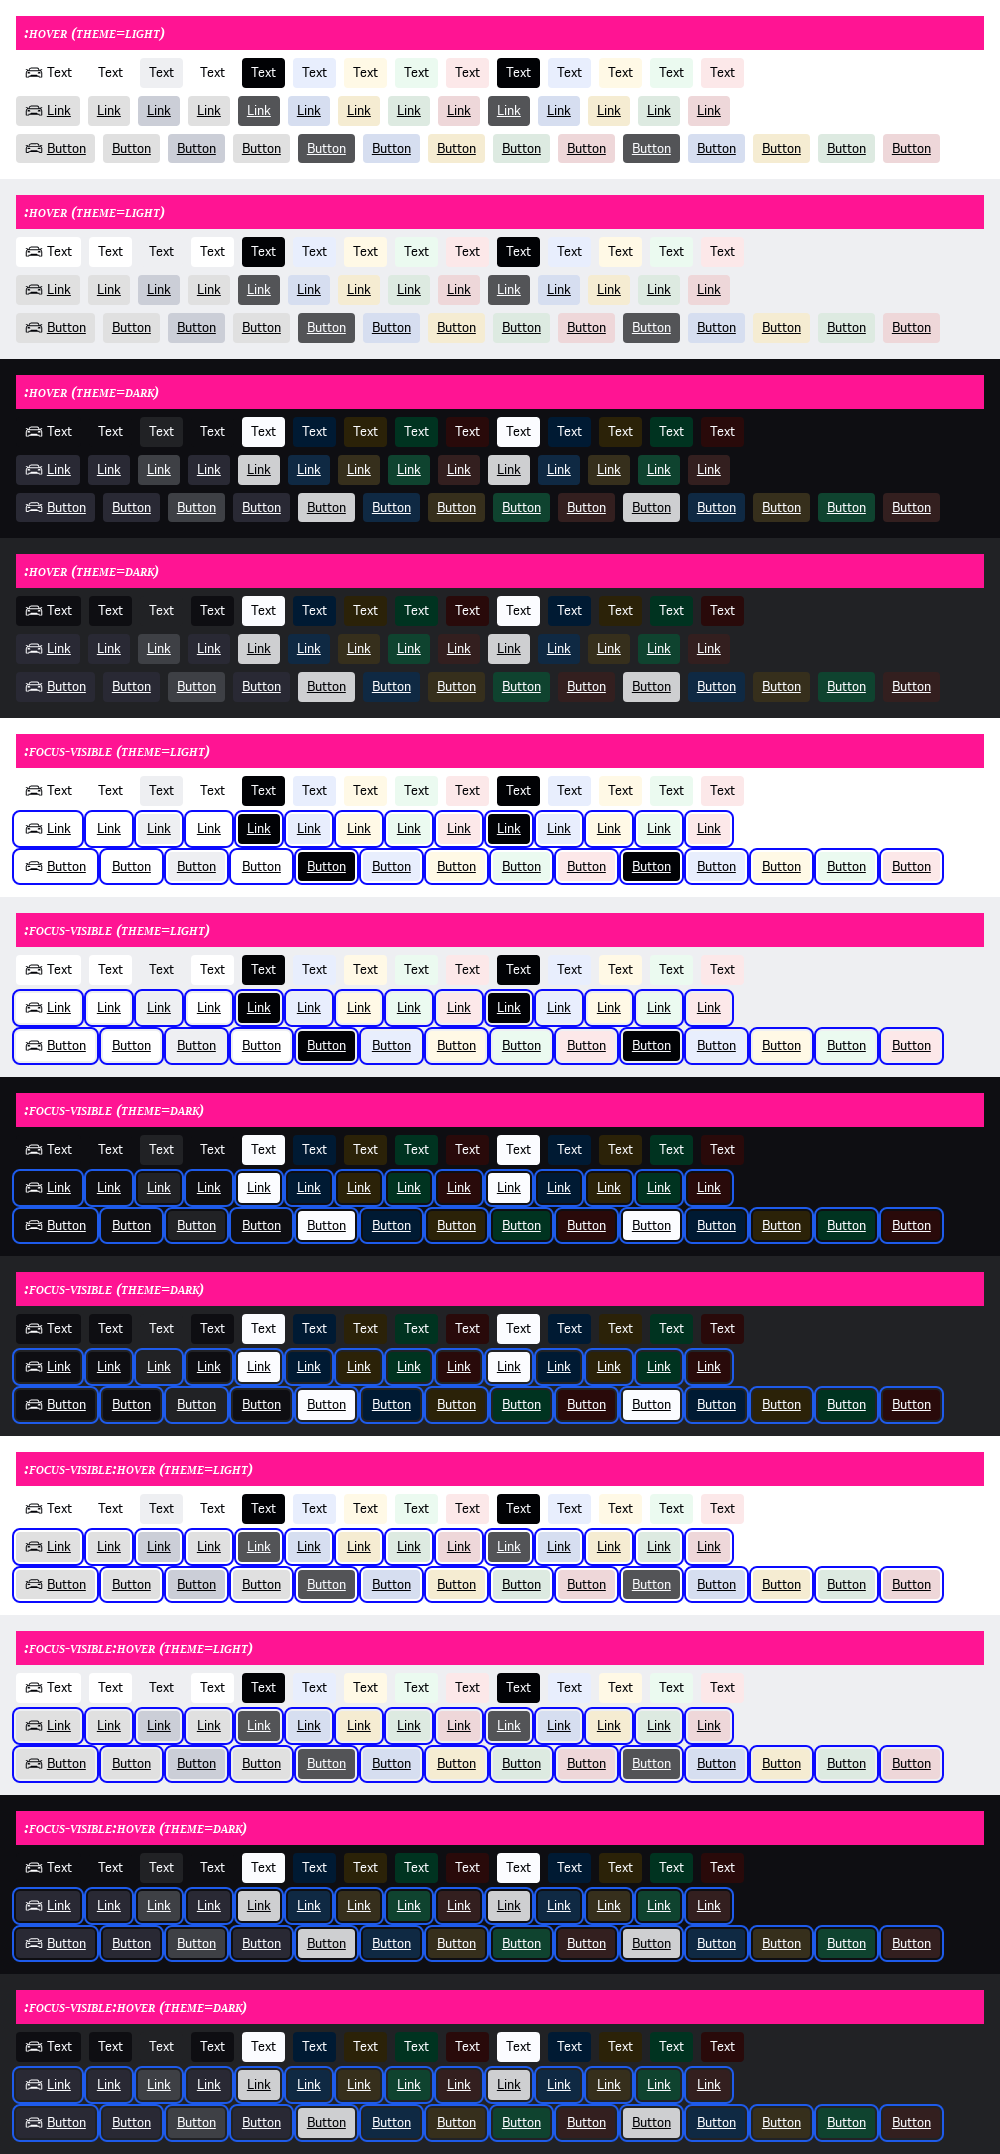 :HOVER (THEME=LIGHT)
Text Text Text Text Text Text Text Text Text Text Text Text Text Text
Link Link Link Link Link Link Link Link Link Link Link Link Link Link
Button Button Button Button Button Button Button Button Button Button Button Button Button Button
:HOVER (THEME=LIGHT)
Text Text Text Text Text Text Text Text Text Text Text Text Text Text
Link Link Link Link Link Link Link Link Link Link Link Link Link Link
Button Button Button Button Button Button Button Button Button Button Button Button Button Button
:HOVER (THEME=DARK)
Text Text Text Text Text Text Text Text Text Text Text Text Text Text
Link Link Link Link Link Link Link Link Link Link Link Link Link Link
Button Button Button Button Button Button Button Button Button Button Button Button Button Button
:HOVER (THEME=DARK)
Text Text Text Text Text Text Text Text Text Text Text Text Text Text
Link Link Link Link Link Link Link Link Link Link Link Link Link Link
Button Button Button Button Button Button Button Button Button Button Button Button Button Button
:FOCUS-VISIBLE (THEME=LIGHT)
Text Text Text Text Text Text Text Text Text Text Text Text Text Text
Link Link Link Link Link Link Link Link Link Link Link Link Link Link
Button Button Button Button Button Button Button Button Button Button Button Button Button Button
:FOCUS-VISIBLE (THEME=LIGHT)
Text Text Text Text Text Text Text Text Text Text Text Text Text Text
Link Link Link Link Link Link Link Link Link Link Link Link Link Link
Button Button Button Button Button Button Button Button Button Button Button Button Button Button
:FOCUS-VISIBLE (THEME=DARK)
Text Text Text Text Text Text Text Text Text Text Text Text Text Text
Link Link Link Link Link Link Link Link Link Link Link Link Link Link
Button Button Button Button Button Button Button Button Button Button Button Button Button Button
:FOCUS-VISIBLE (THEME=DARK)
Text Text Text Text Text Text Text Text Text Text Text Text Text Text
Link Link Link Link Link Link Link Link Link Link Link Link Link Link
Button Button Button Button Button Button Button Button Button Button Button Button Button Button
:FOCUS-VISIBLE:HOVER (THEME=LIGHT)
Text Text Text Text Text Text Text Text Text Text Text Text Text Text
Link Link Link Link Link Link Link Link Link Link Link Link Link Link
Button Button Button Button Button Button Button Button Button Button Button Button Button Button
:FOCUS-VISIBLE:HOVER (THEME=LIGHT)
Text Text Text Text Text Text Text Text Text Text Text Text Text Text
Link Link Link Link Link Link Link Link Link Link Link Link Link Link
Button Button Button Button Button Button Button Button Button Button Button Button Button Button
:FOCUS-VISIBLE:HOVER (THEME=DARK)
Text Text Text Text Text Text Text Text Text Text Text Text Text Text
Link Link Link Link Link Link Link Link Link Link Link Link Link Link
Button Button Button Button Button Button Button Button Button Button Button Button Button Button
:FOCUS-VISIBLE:HOVER (THEME=DARK)
Text Text Text Text Text Text Text Text Text Text Text Text Text Text
Link Link Link Link Link Link Link Link Link Link Link Link Link Link
Button Button Button Button Button Button Button Button Button Button Button Button Button Button